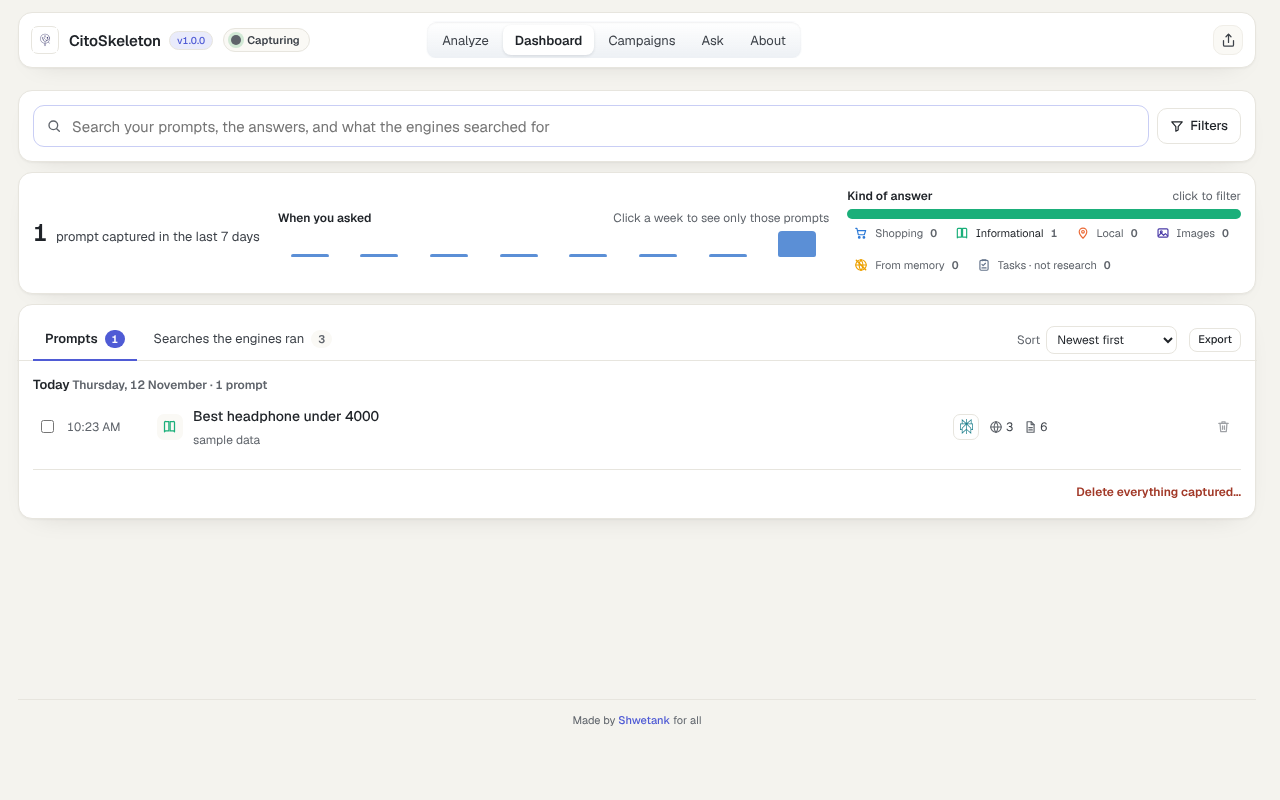 CitoSkeleton v1.0.0 Capturing Analyze Dashboard Campaigns Ask About
Search your prompts, the answers, and what the engines searched for Filters
1 prompt captured in the last 7 days
When you asked Click a week to see only those prompts
Kind of answer click to filter
Shopping 0 Informational 1 Local 0 Images 0
From memory 0 Tasks · not research 0
Prompts 1 Searches the engines ran 3 Sort Newest first Export
Today Thursday, 12 November · 1 prompt
10:23 AM Best headphone under 4000 3 6
sample data
Delete everything captured...
Made by Shwetank for all